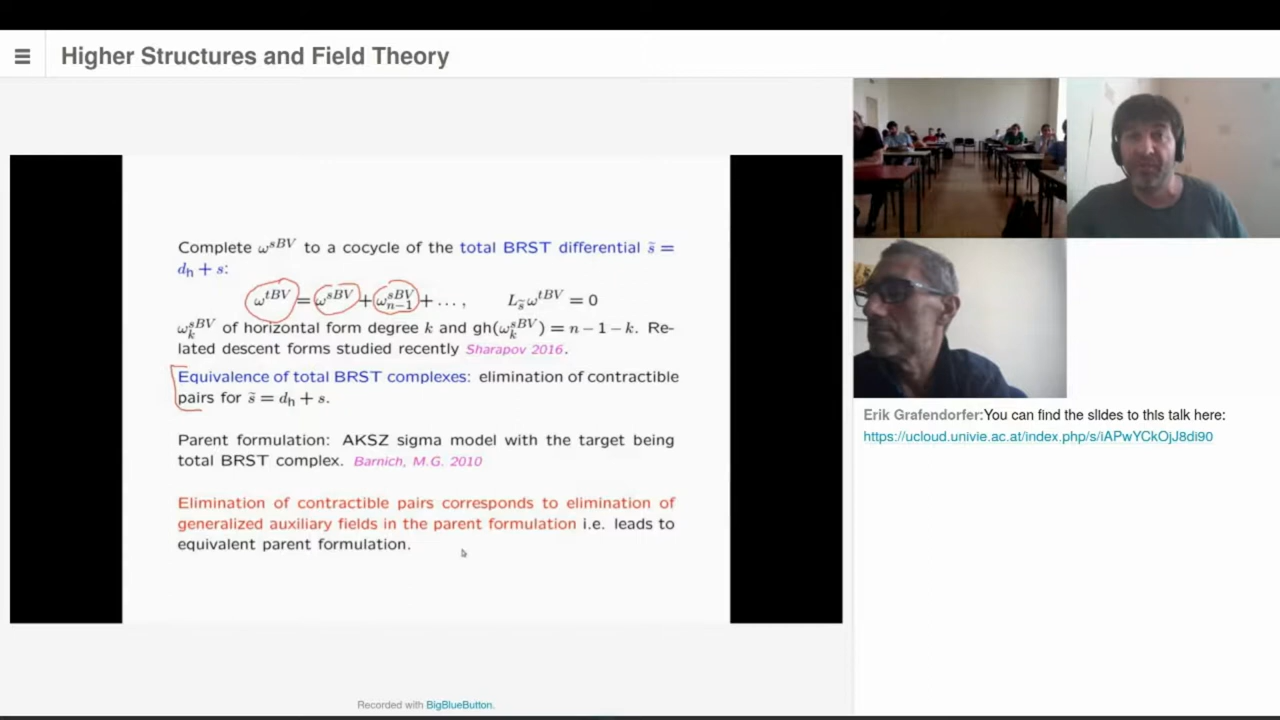 Higher Structures and Field Theory
Complete ω^{sBV} to a cocycle of the total BRST differential s̃ =
d_h + s:
ω^{tBV} = ω^{sBV} + ω^{sBV}_{n−1} + … , L_{s̃}ω^{tBV} = 0
ω^{sBV}_k of horizontal form degree k and gh(ω^{sBV}_k) = n − 1 − k. Re-
lated descent forms studied recently Sharapov 2016.
Equivalence of total BRST complexes: elimination of contractible
pairs for s̃ = d_h + s.
Parent formulation: AKSZ sigma model with the target being
total BRST complex. Barnich, M.G. 2010
Elimination of contractible pairs corresponds to elimination of
generalized auxiliary fields in the parent formulation i.e. leads to
equivalent parent formulation.
Erik Grafendorfer:You can find the slides to this talk here:
https://ucloud.univie.ac.at/index.php/s/iAPwYCkOjJ8di90
Recorded with BigBlueButton.